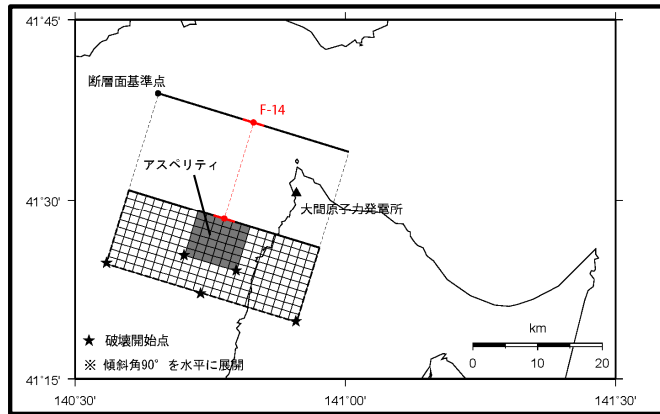 41°45'
断層面基準点
F-14
アスペリティ
41°30'
大間原子力発電所
km
★ 破壊開始点
0 10 20
※ 傾斜角90°を水平に展開
41°15'
140°30' 141°00' 141°30'